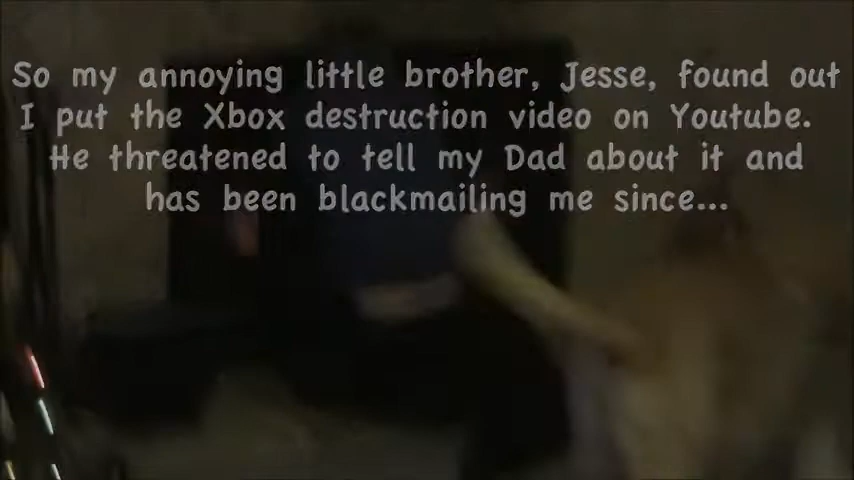 So my annoying little brother, Jesse, found out
I put the Xbox destruction video on Youtube.
He threatened to tell my Dad about it and
has been blackmailing me since...